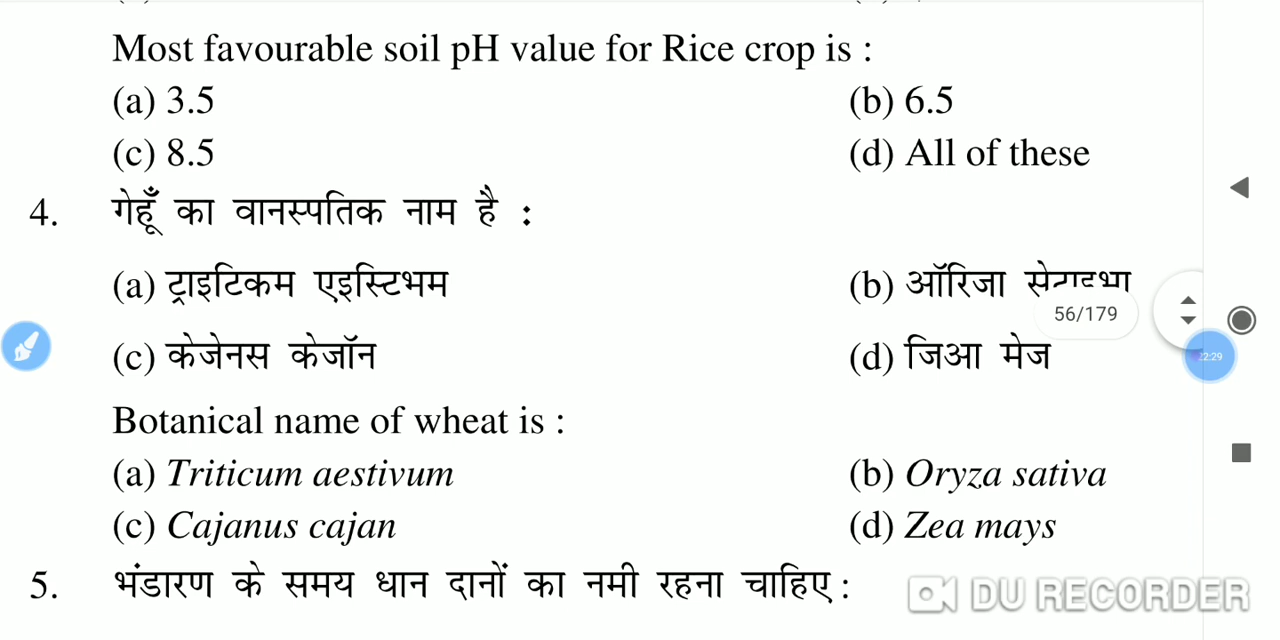 Most favourable soil pH value for Rice crop is :
(a) 3.5 (b) 6.5
(c) 8.5 (d) All of these
4. गेहूँ का वानस्पतिक नाम है :
(a) ट्राइटिकम एइस्टिभम (b) ऑरिजा
56/179
(c) केजेनस केजॉन (d) जिआ मेज
22:29
Botanical name of wheat is :
(a) Triticum aestivum (b) Oryza sativa
(c) Cajanus cajan (d) Zea mays
5. भंडारण के समय धान दानों का नमी रहना चाहिए :
DU RECORDER